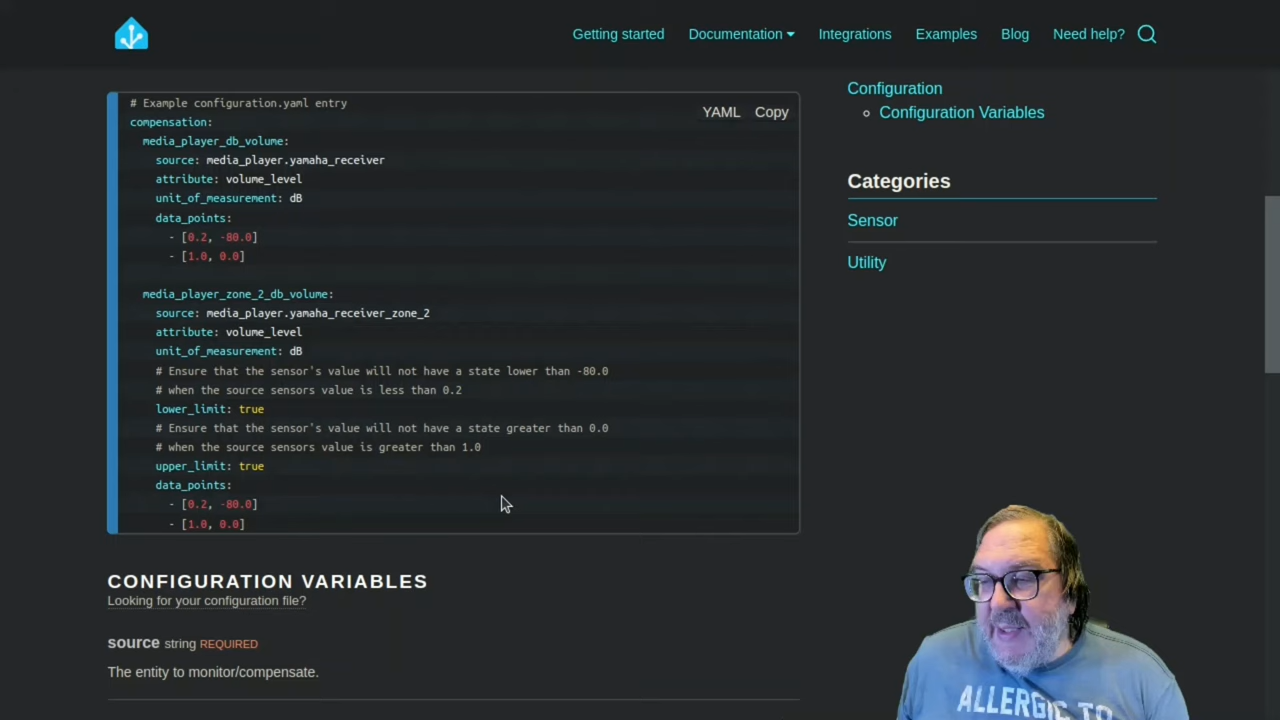 Getting started
Documentation
Integrations
Examples
Blog
Need help?
# Example configuration.yaml entry
YAML
Copy
compensation:
media_player_db_volume:
source: media_player.yamaha_receiver
attribute: volume_level
unit_of_measurement: dB
data_points:
- [0.2, -80.0]
- [1.0, 0.0]
media_player_zone_2_db_volume:
source: media_player.yamaha_receiver_zone_2
attribute: volume_level
unit_of_measurement: dB
# Ensure that the sensor's value will not have a state lower than -80.0
# when the source sensors value is less than 0.2
lower_limit: true
# Ensure that the sensor's value will not have a state greater than 0.0
# when the source sensors value is greater than 1.0
upper_limit: true
data_points:
- [0.2, -80.0]
- [1.0, 0.0]
CONFIGURATION VARIABLES
Looking for your configuration file?
source string REQUIRED
The entity to monitor/compensate.
Configuration
Configuration Variables
Categories
Sensor
Utility
ALLERGIC TO